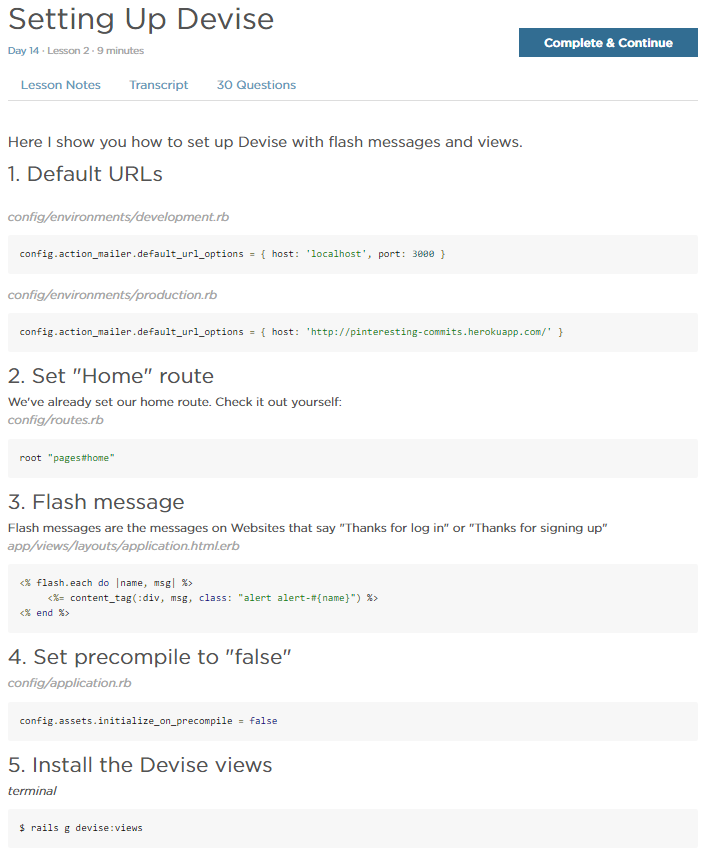 Setting Up Devise
Day 14 · Lesson 2 · 9 minutes
Complete & Continue
Lesson Notes Transcript 30 Questions
Here I show you how to set up Devise with flash messages and views.
1. Default URLs
config/environments/development.rb
config.action_mailer.default_url_options = { host: 'localhost', port: 3000 }
config/environments/production.rb
config.action_mailer.default_url_options = { host: 'http://pinteresting-commits.herokuapp.com/' }
2. Set "Home" route
We've already set our home route. Check it out yourself:
config/routes.rb
root "pages#home"
3. Flash message
Flash messages are the messages on Websites that say "Thanks for log in" or "Thanks for signing up"
app/views/layouts/application.html.erb
<% flash.each do |name, msg| %>
<%= content_tag(:div, msg, class: "alert alert-#{name}") %>
<% end %>
4. Set precompile to "false"
config/application.rb
config.assets.initialize_on_precompile = false
5. Install the Devise views
terminal
$ rails g devise:views